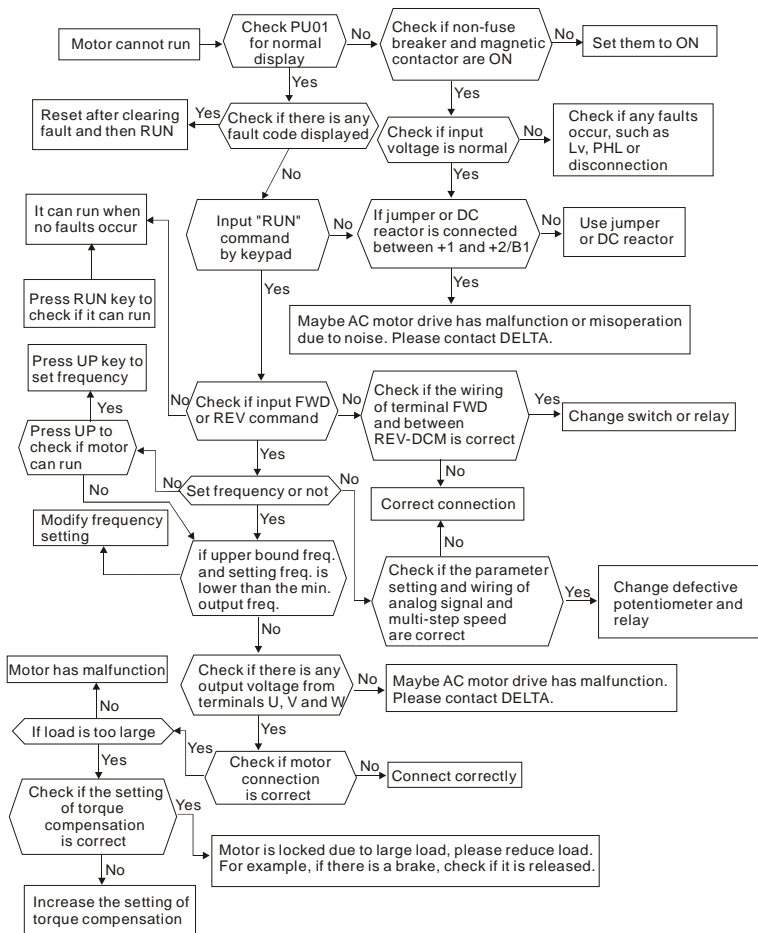 Motor cannot run
Check PU01
for normal
display
No
Check if non-fuse
breaker and magnetic
contactor are ON
No
Set them to ON
Yes
Yes
Reset after clearing
fault and then RUN
Yes
Check if there is any
fault code displayed
Check if input
voltage is normal
No
Check if any faults
occur, such as
Lv, PHL or
disconnection
No
Yes
It can run when
no faults occur
Input "RUN"
command
by keypad
No
If jumper or DC
reactor is connected
between +1 and +2/B1
No
Use jumper
or DC reactor
Press RUN key to
check if it can run
Yes
Yes
Maybe AC motor drive has malfunction or misoperation
due to noise. Please contact DELTA.
Press UP key to
set frequency
No
Check if input FWD
or REV command
No
Check if the wiring
of terminal FWD
and between
REV-DCM is correct
Yes
Change switch or relay
Yes
Press UP to
check if motor
can run
Yes
No
No
Set frequency or not
No
No
Correct connection
Modify frequency
setting
Yes
No
if upper bound freq.
and setting freq. is
lower than the min.
output freq.
Check if the parameter
setting and wiring of
analog signal and
multi-step speed
are correct
Yes
Change defective
potentiometer and
relay
No
Motor has malfunction
Check if there is any
output voltage from
terminals U, V and W
No
Maybe AC motor drive has malfunction.
Please contact DELTA.
No
If load is too large
Yes
Yes
Check if motor
connection
is correct
No
Connect correctly
Yes
Check if the setting
of torque
compensation
is correct
Yes
Motor is locked due to large load, please reduce load.
For example, if there is a brake, check if it is released.
No
Increase the setting of
torque compensation